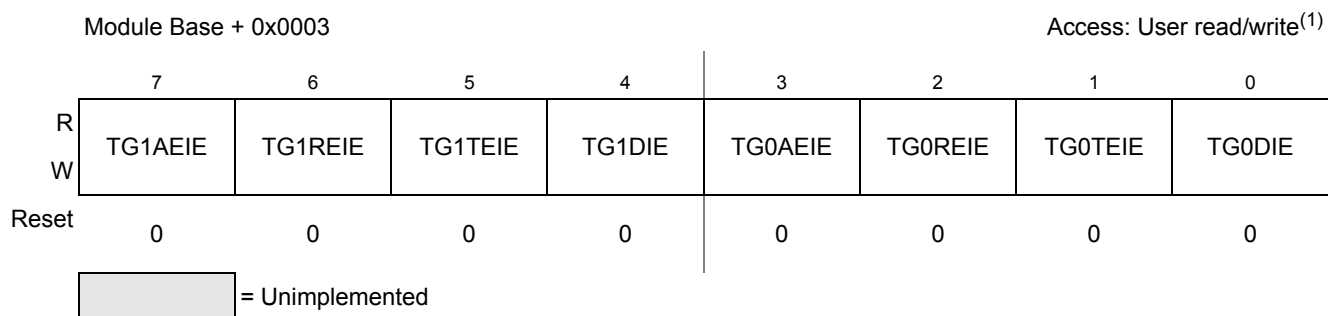 Module Base + 0x0003 Access: User read/write(1)
7 6 5 4 3 2 1 0
R
TG1AEIE TG1REIE TG1TEIE TG1DIE TG0AEIE TG0REIE TG0TEIE TG0DIE
W
Reset 0 0 0 0 0 0 0 0
= Unimplemented